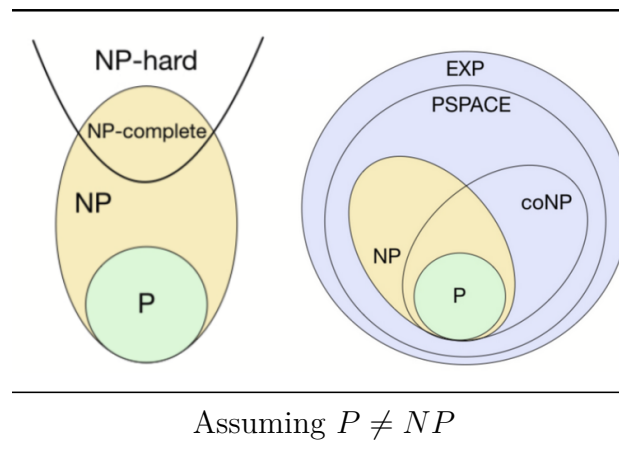 NP-hard
NP-complete
NP
P
EXP
PSPACE
coNP
NP
P
Assuming P ≠ NP